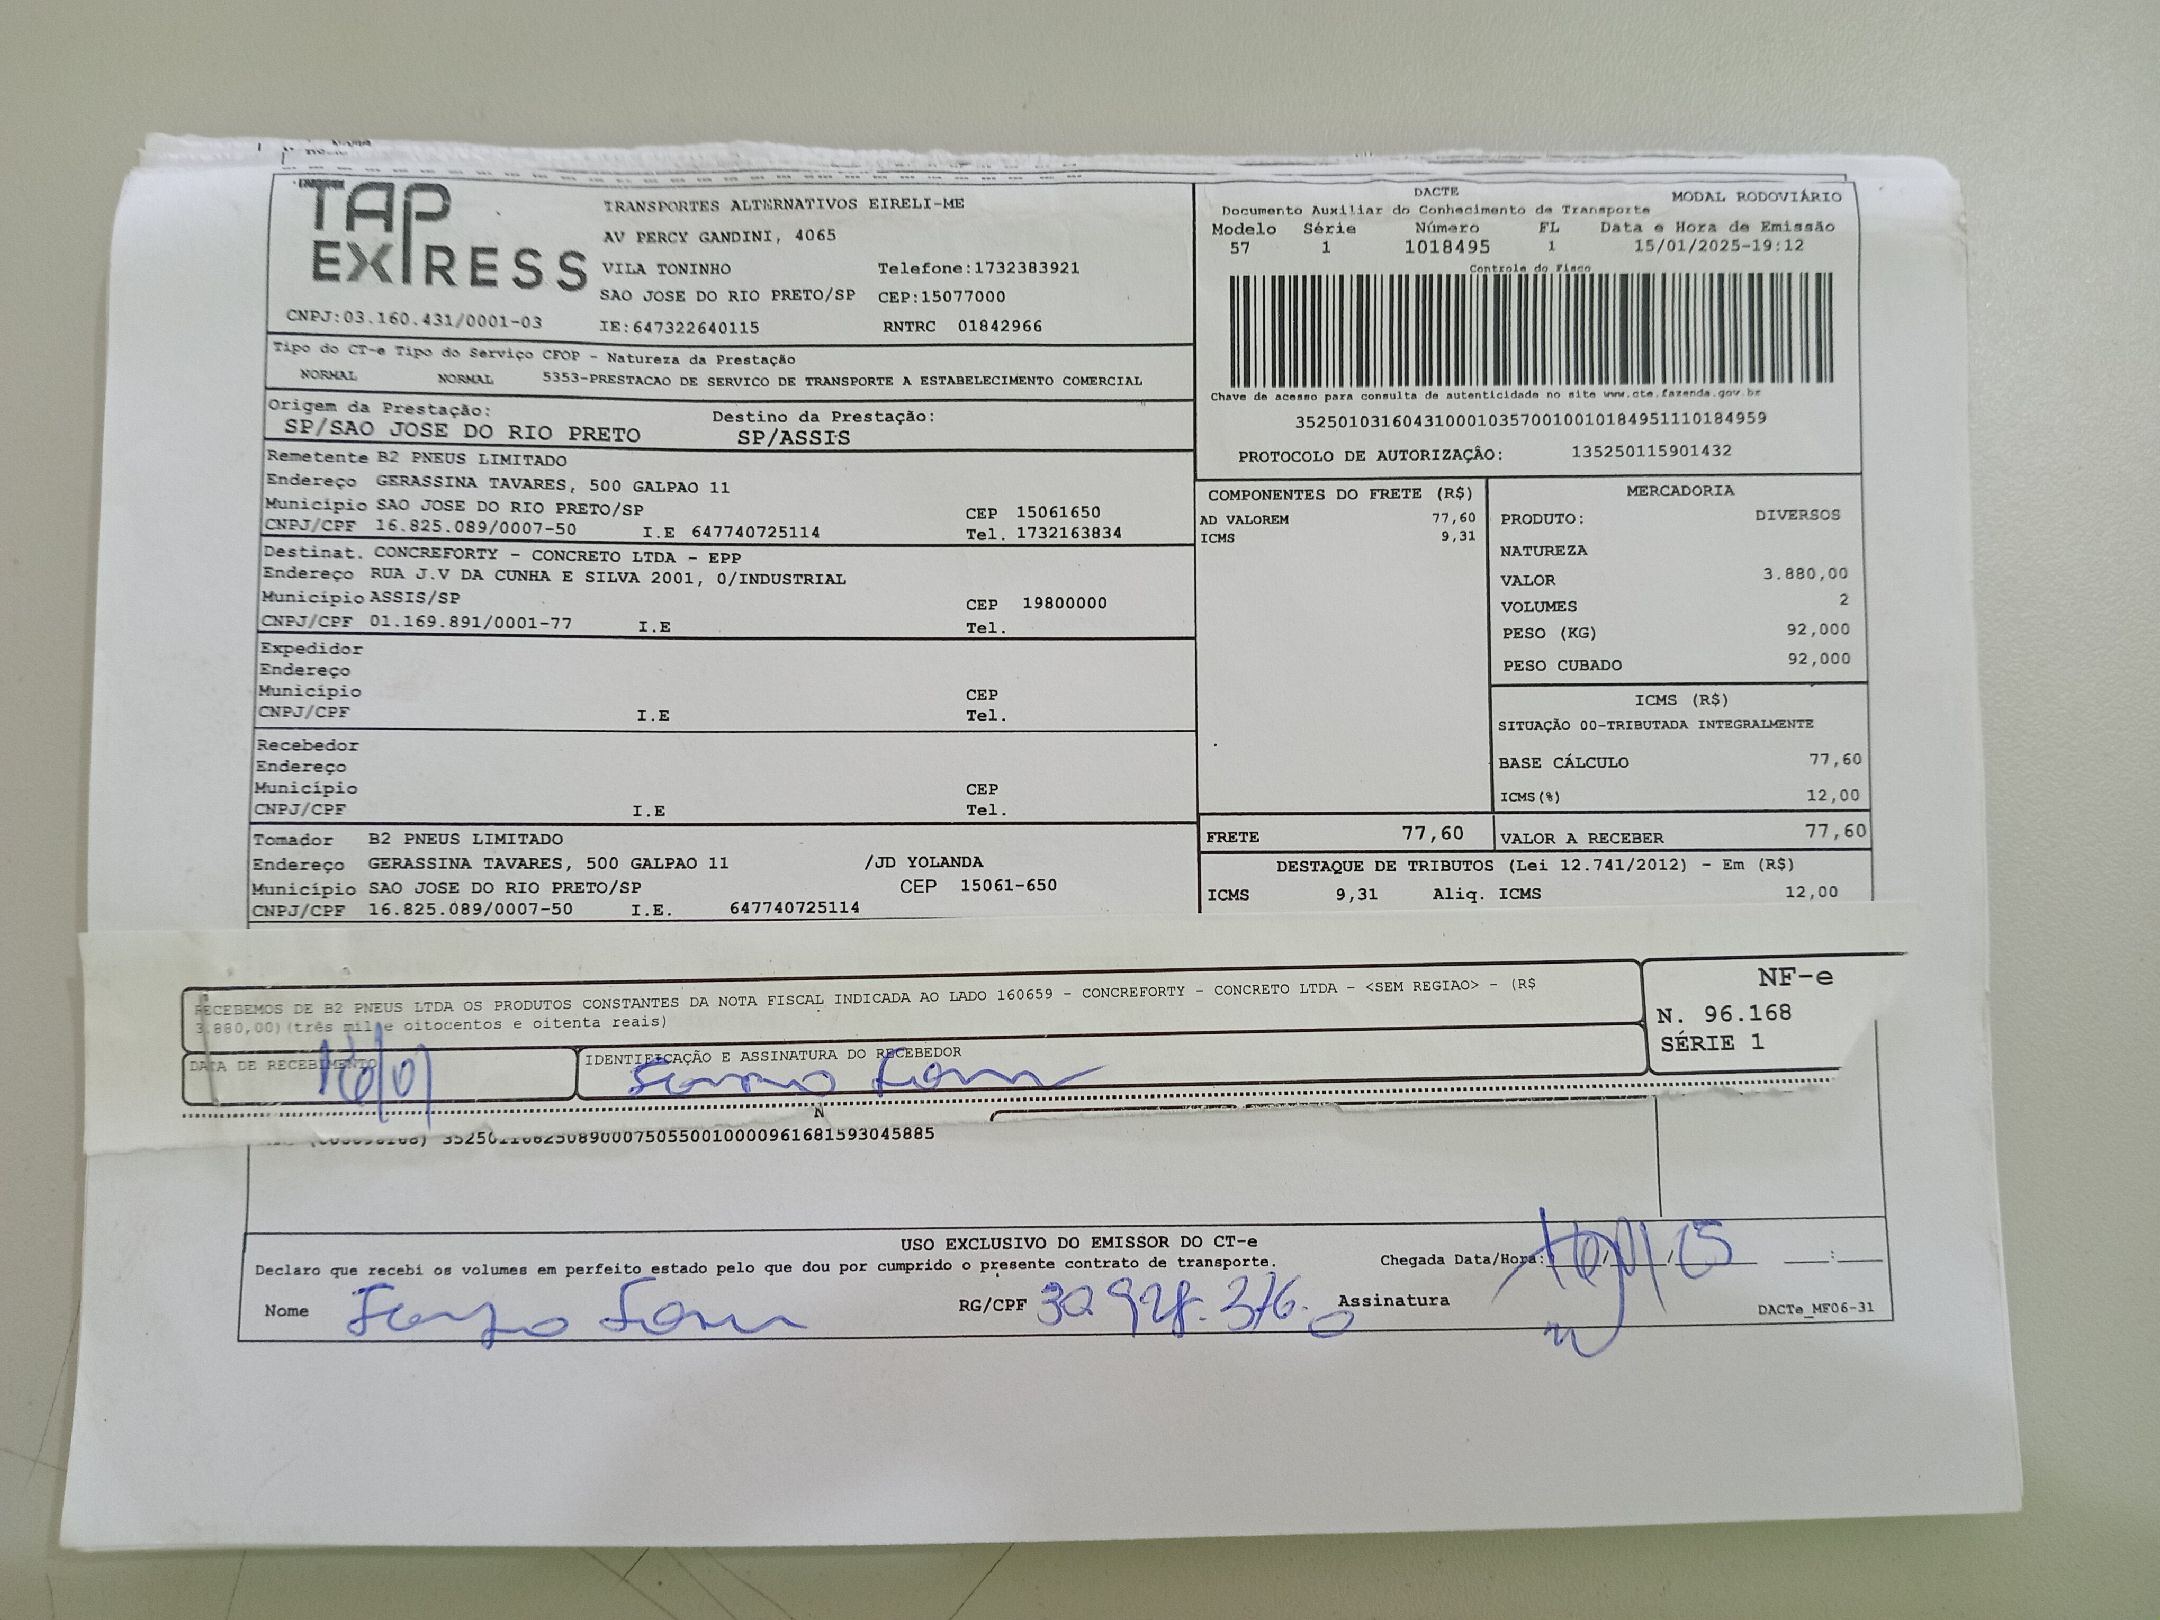 TAP
EXPRESS
TRANSPORTES ALTERNATIVOS EIRELI-ME
AV PERCY GANDINI, 4065
VILA TONINHO Telefone:1732383921
SAO JOSE DO RIO PRETO/SP CEP:15077000
CNPJ:03.160.431/0001-03 IE:647322640115 RNTRC 01842966
Tipo do CT-e Tipo do Serviço CFOP - Natureza da Prestação
NORMAL NORMAL 5353-PRESTACAO DE SERVICO DE TRANSPORTE A ESTABELECIMENTO COMERCIAL
Origem da Prestação: Destino da Prestação:
SP/SAO JOSE DO RIO PRETO SP/ASSIS
Remetente B2 PNEUS LIMITADO
Endereço GERASSINA TAVARES, 500 GALPAO 11
Município SAO JOSE DO RIO PRETO/SP CEP 15061650
CNPJ/CPF 16.825.089/0007-50 I.E 647740725114 Tel. 1732163834
Destinat. CONCREFORTY - CONCRETO LTDA - EPP
Endereço RUA J.V DA CUNHA E SILVA 2001, 0/INDUSTRIAL
Município ASSIS/SP CEP 19800000
CNPJ/CPF 01.169.891/0001-77 I.E Tel.
Expedidor
Endereço
Município CEP
CNPJ/CPF I.E Tel.
Recebedor
Endereço
Município CEP
CNPJ/CPF I.E Tel.
Tomador B2 PNEUS LIMITADO
Endereço GERASSINA TAVARES, 500 GALPAO 11 /JD YOLANDA
Município SAO JOSE DO RIO PRETO/SP CEP 15061-650
CNPJ/CPF 16.825.089/0007-50 I.E. 647740725114
DACTE MODAL RODOVIÁRIO
Documento Auxiliar do Conhecimento de Transporte
Modelo Série Número FL Data e Hora de Emissão
57 1 1018495 1 15/01/2025-19:12
Controle do Fisco
Chave de acesso para consulta de autenticidade no site www.cte.fazenda.gov.br
35250103160431000103570010010184951110184959
PROTOCOLO DE AUTORIZAÇÃO: 135250115901432
COMPONENTES DO FRETE (R$)
AD VALOREM 77,60
ICMS 9,31
MERCADORIA
PRODUTO: DIVERSOS
NATUREZA
VALOR 3.880,00
VOLUMES 2
PESO (KG) 92,000
PESO CUBADO 92,000
ICMS (R$)
SITUAÇÃO 00-TRIBUTADA INTEGRALMENTE
BASE CÁLCULO 77,60
ICMS(%) 12,00
FRETE 77,60 VALOR A RECEBER 77,60
DESTAQUE DE TRIBUTOS (Lei 12.741/2012) - Em (R$)
ICMS 9,31 Aliq. ICMS 12,00
RECEBEMOS DE B2 PNEUS LTDA OS PRODUTOS CONSTANTES DA NOTA FISCAL INDICADA AO LADO 160659 - CONCREFORTY - CONCRETO LTDA - <SEM REGIAO> - (R$
3.880,00)(três mil e oitocentos e oitenta reais)
DATA DE RECEBIMENTO 16/01
IDENTIFICAÇÃO E ASSINATURA DO RECEBEDOR
NF-e
N. 96.168
SÉRIE 1
N
USO EXCLUSIVO DO EMISSOR DO CT-e
Declaro que recebi os volumes em perfeito estado pelo que dou por cumprido o presente contrato de transporte. Chegada Data/Hora: 16/01/25 __:__
Nome RG/CPF Assinatura
DACTe_MF06-31